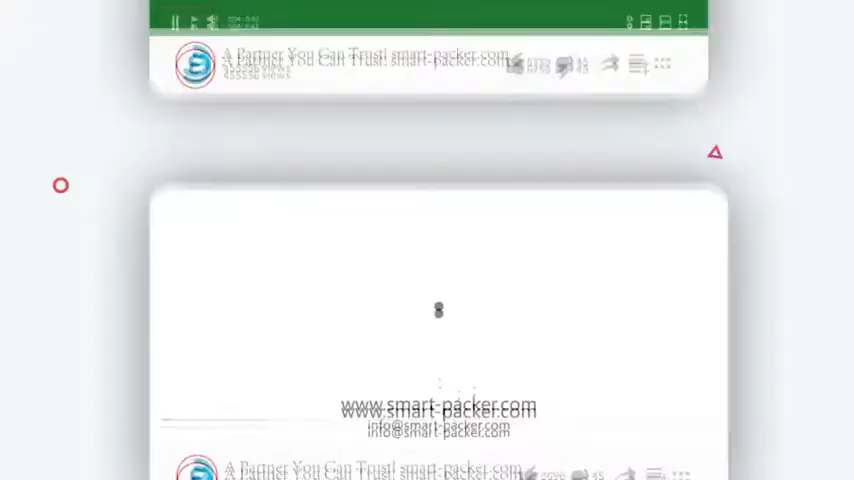 A Partner You Can Trust! smart-packer.com
www.smart-packer.com
info@smart-packer.com
A Partner You Can Trust! smart-packer.com